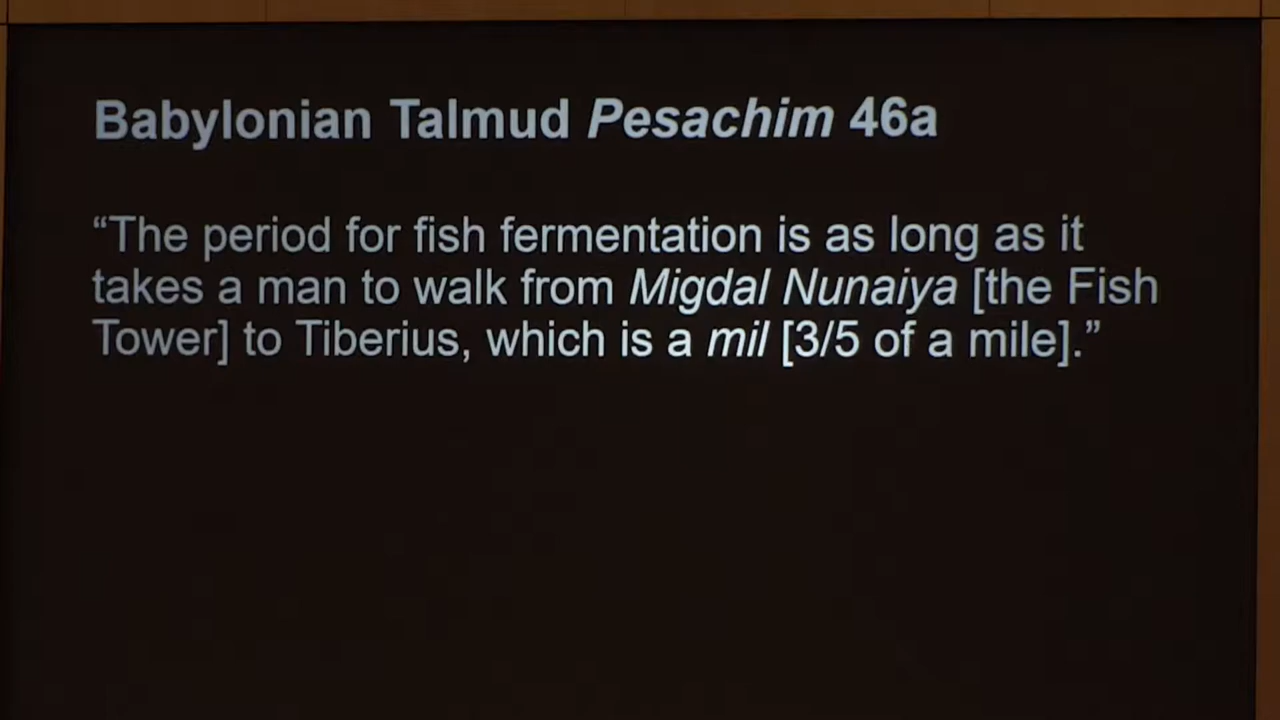 Babylonian Talmud Pesachim 46a
“The period for fish fermentation is as long as it
takes a man to walk from Migdal Nunaiya [the Fish
Tower] to Tiberius, which is a mil [3/5 of a mile].”